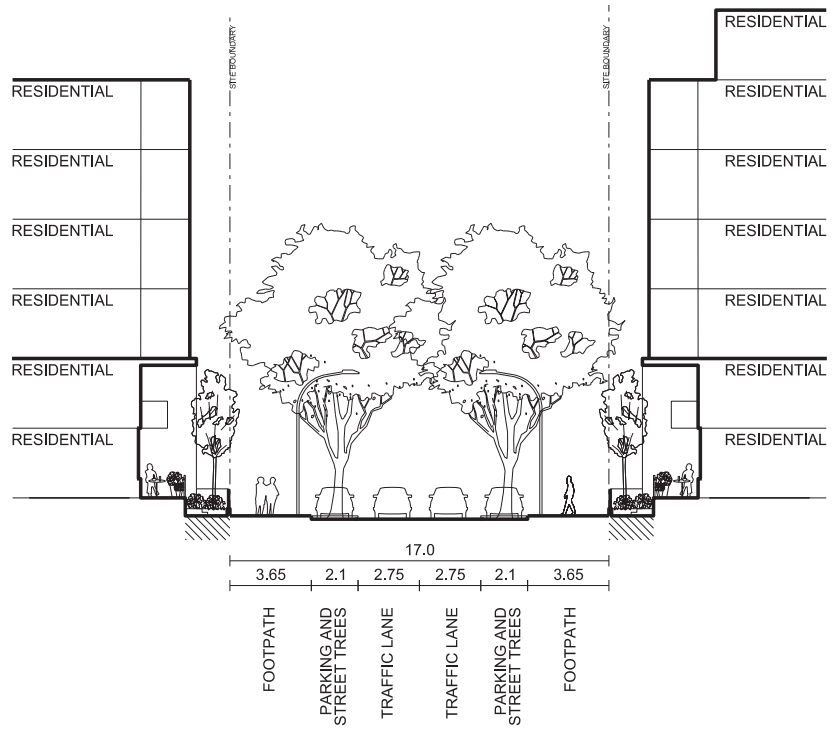 RESIDENTIAL
SITE BOUNDARY
SITE BOUNDARY
RESIDENTIAL
RESIDENTIAL
RESIDENTIAL
RESIDENTIAL
RESIDENTIAL
RESIDENTIAL
RESIDENTIAL
RESIDENTIAL
RESIDENTIAL
RESIDENTIAL
RESIDENTIAL
RESIDENTIAL
17.0
3.65 2.1 2.75 2.75 2.1 3.65
FOOTPATH
PARKING AND
STREET TREES
TRAFFIC LANE
TRAFFIC LANE
PARKING AND
STREET TREES
FOOTPATH